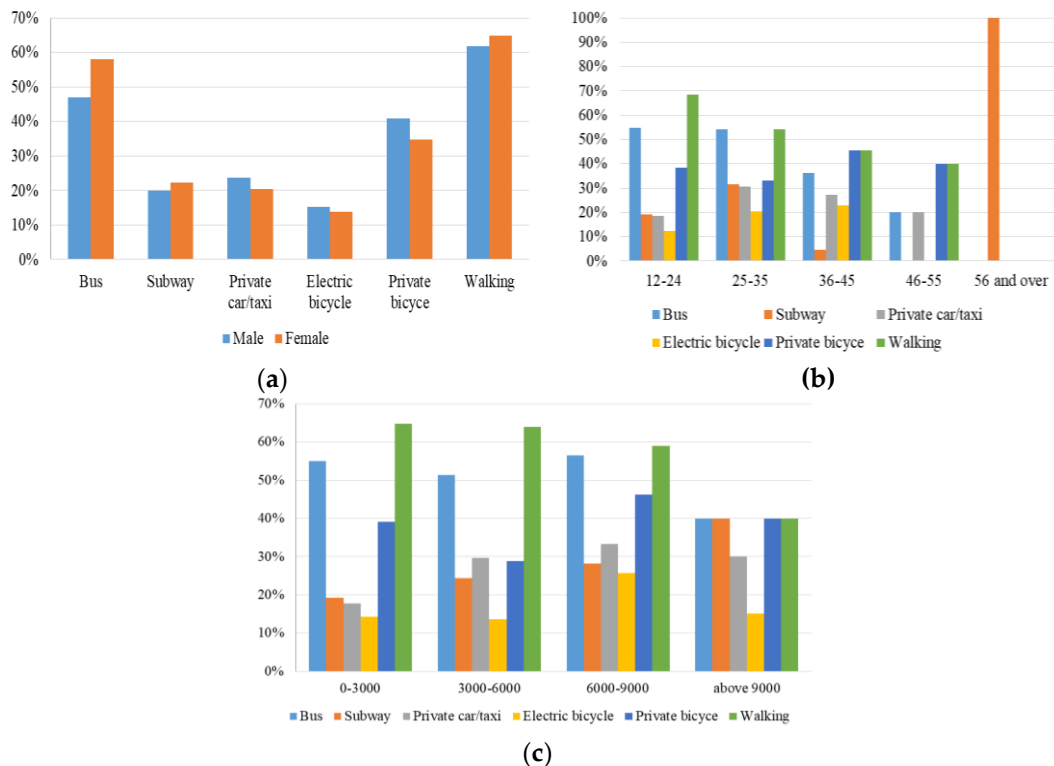 70%
60%
50%
40%
30%
20%
10%
0%
Bus Subway Private car/taxi Electric bicycle Private bicyce Walking
Male Female
(a)
100%
90%
80%
70%
60%
50%
40%
30%
20%
10%
0%
12-24 25-35 36-45 46-55 56 and over
Bus Subway Private car/taxi
Electric bicycle Private bicyce Walking
(b)
70%
60%
50%
40%
30%
20%
10%
0%
0-3000 3000-6000 6000-9000 above 9000
Bus Subway Private car/taxi Electric bicycle Private bicyce Walking
(c)